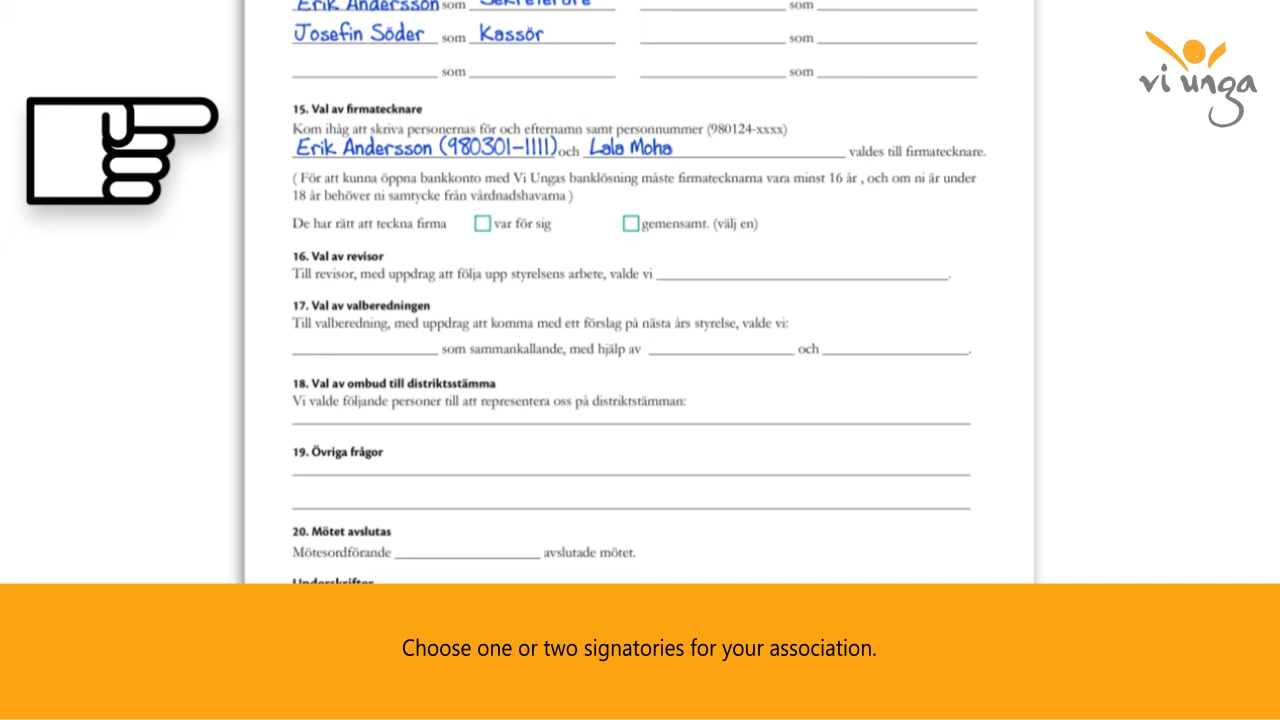 Erik Andersson som Sekreterare som
Josefin Söder som Kassör som
som som
vi unga
15. Val av firmatecknare
Kom ihåg att skriva personernas för och efternamn samt personnummer (980124-xxxx)
Erik Andersson (980301-1111) och Lala Moha valdes till firmatecknare.
( För att kunna öppna bankkonto med Vi Ungas banklösning måste firmatecknarna vara minst 16 år , och om ni är under
18 år behöver ni samtycke från vårdnadshavarna )
De har rätt att teckna firma var för sig gemensamt. (välj en)
16. Val av revisor
Till revisor, med uppdrag att följa upp styrelsens arbete, valde vi .
17. Val av valberedningen
Till valberedning, med uppdrag att komma med ett förslag på nästa års styrelse, valde vi:
som sammankallande, med hjälp av och .
18. Val av ombud till distriktsstämma
Vi valde följande personer till att representera oss på distriktstämman:
19. Övriga frågor
20. Mötet avslutas
Mötesordförande avslutade mötet.
Underskrifter
Choose one or two signatories for your association.